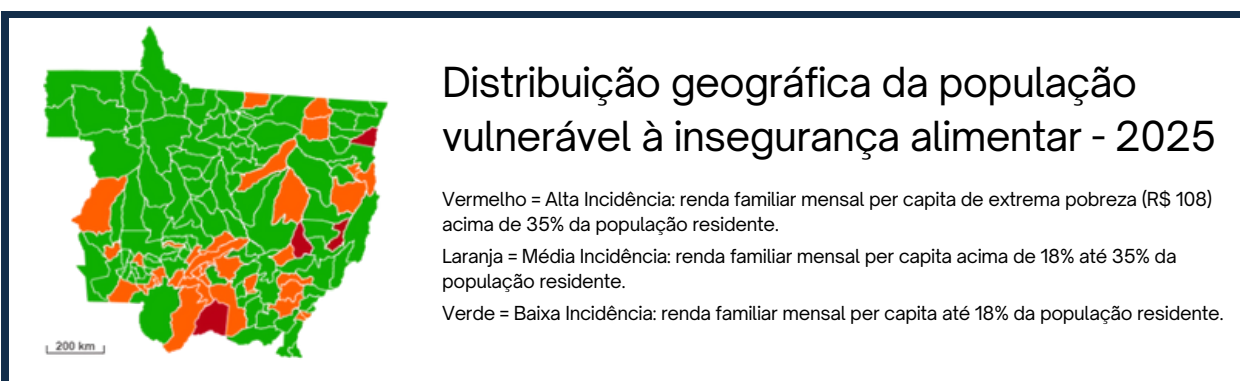 Distribuição geográfica da população
vulnerável à insegurança alimentar - 2025
Vermelho = Alta Incidência: renda familiar mensal per capita de extrema pobreza (R$ 108)
acima de 35% da população residente.
Laranja = Média Incidência: renda familiar mensal per capita acima de 18% até 35% da
população residente.
Verde = Baixa Incidência: renda familiar mensal per capita até 18% da população residente.
200 km